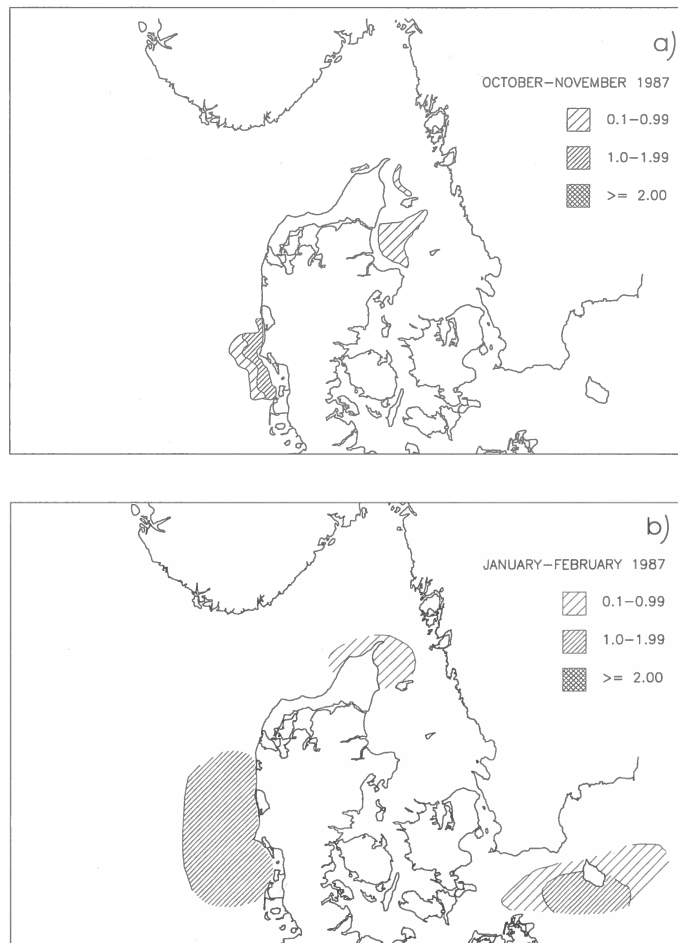 a)
OCTOBER–NOVEMBER 1987
0.1–0.99
1.0–1.99
>= 2.00
b)
JANUARY–FEBRUARY 1987
0.1–0.99
1.0–1.99
>= 2.00